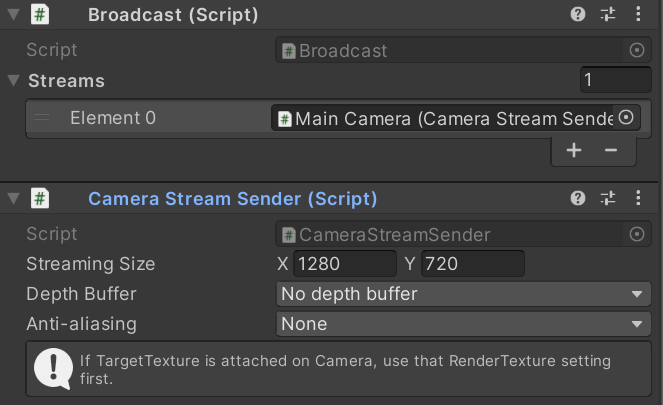 # Broadcast (Script) ?
Script # Broadcast
Streams 1
Element 0 # Main Camera (Camera Stream Sende
+ −
# Camera Stream Sender (Script) ?
Script # CameraStreamSender
Streaming Size X 1280 Y 720
Depth Buffer No depth buffer
Anti-aliasing None
! If TargetTexture is attached on Camera, use that RenderTexture setting
first.